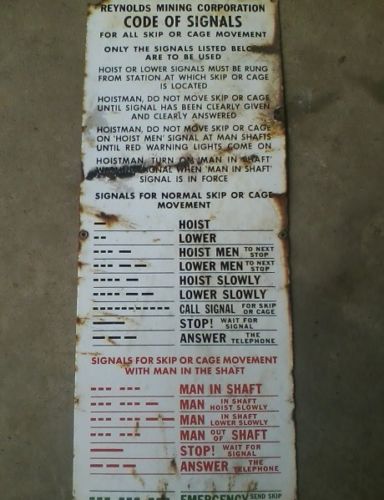 REYNOLDS MINING CORPORATION
CODE OF SIGNALS
FOR ALL SKIP OR CAGE MOVEMENT
ONLY THE SIGNALS LISTED BELOW
ARE TO BE USED
HOIST OR LOWER SIGNALS MUST BE RUNG
FROM STATION AT WHICH SKIP OR CAGE
IS LOCATED
HOISTMAN, DO NOT MOVE SKIP OR CAGE
UNTIL SIGNAL HAS BEEN CLEARLY GIVEN
AND CLEARLY ANSWERED
HOISTMAN, DO NOT MOVE SKIP OR CAGE
ON 'HOIST MEN' SIGNAL AT MAN SHAFTS
UNTIL RED WARNING LIGHTS COME ON
HOISTMAN, TURN ON 'MAN IN SHAFT'
SIGNAL WHEN 'MAN IN SHAFT'
SIGNAL IS IN FORCE
SIGNALS FOR NORMAL SKIP OR CAGE
MOVEMENT
HOIST
LOWER
HOIST MEN TO NEXT STOP
LOWER MEN TO NEXT STOP
HOIST SLOWLY
LOWER SLOWLY
CALL SIGNAL FOR SKIP OR CAGE
STOP! WAIT FOR SIGNAL
ANSWER THE TELEPHONE
SIGNALS FOR SKIP OR CAGE MOVEMENT
WITH MAN IN THE SHAFT
MAN IN SHAFT
MAN IN SHAFT HOIST SLOWLY
MAN IN SHAFT LOWER SLOWLY
MAN OUT OF SHAFT
STOP! WAIT FOR SIGNAL
ANSWER THE TELEPHONE
EMERGENCY SEND SKIP